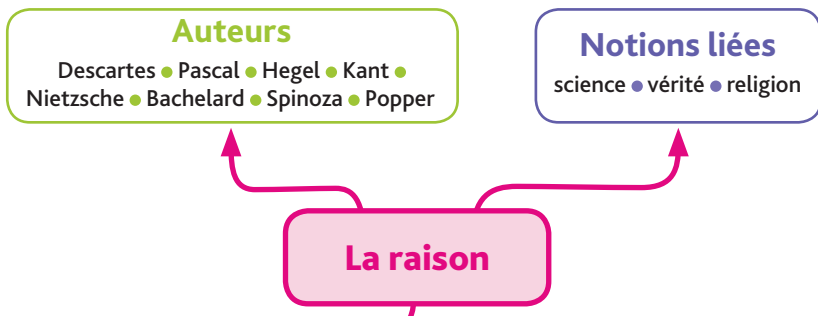 Auteurs
Descartes ● Pascal ● Hegel ● Kant ●
Nietzsche ● Bachelard ● Spinoza ● Popper
Notions liées
science ● vérité ● religion
La raison